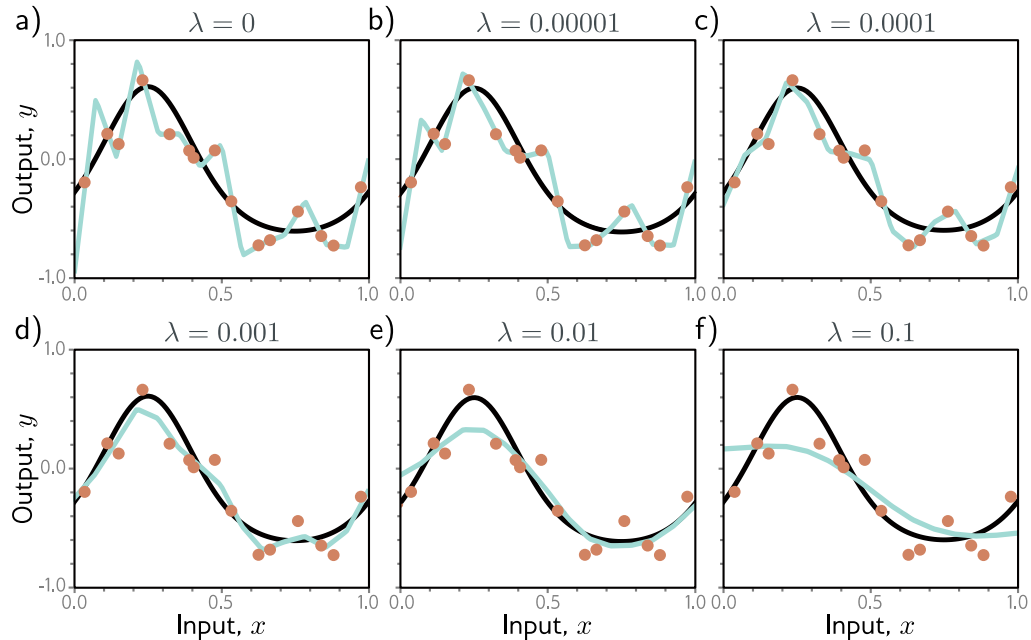 a) λ = 0
b) λ = 0.00001
c) λ = 0.0001
Output, y
1.0
0.0
-1.0
0.0 0.5 1.0
0.0 0.5 1.0
0.0 0.5 1.0
d) λ = 0.001
e) λ = 0.01
f) λ = 0.1
Output, y
1.0
0.0
-1.0
0.0 0.5 1.0
0.0 0.5 1.0
0.0 0.5 1.0
Input, x
Input, x
Input, x